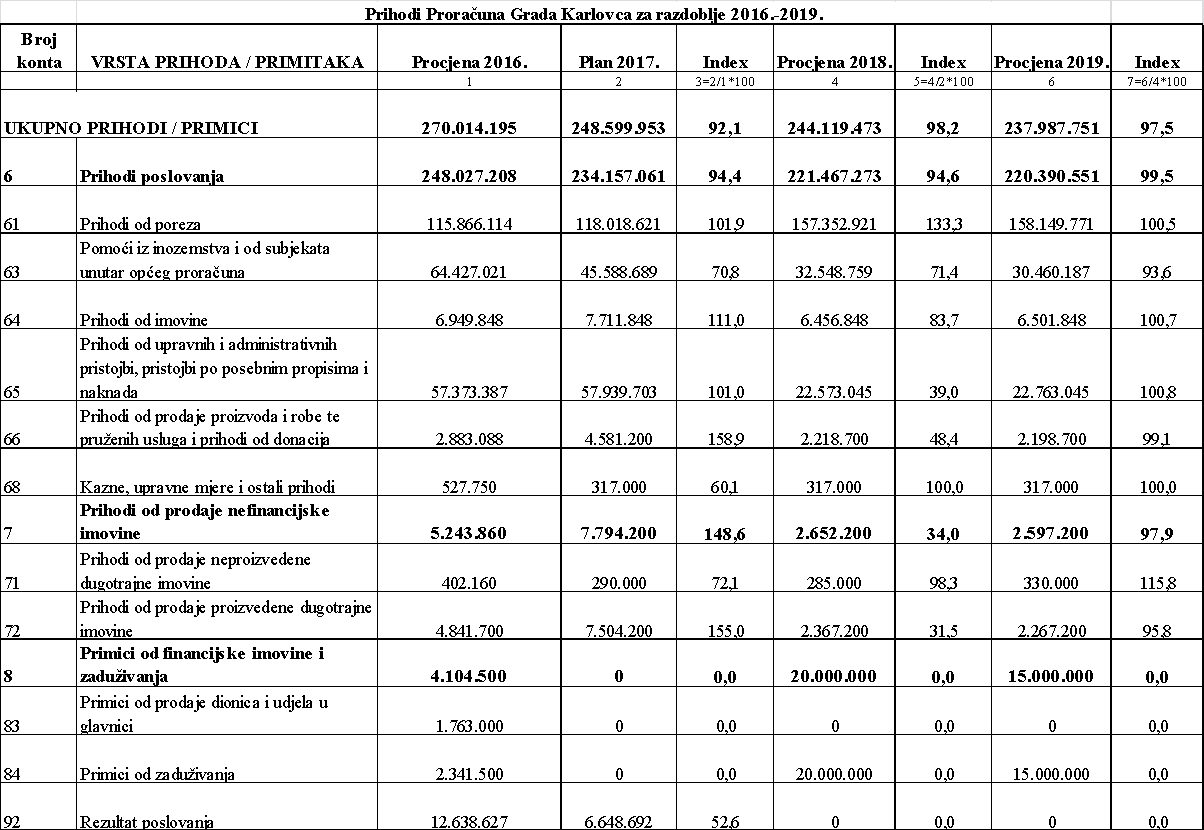 Prihodi Proračuna Grada Karlovca za razdoblje 2016.-2019.
Broj konta VRSTA PRIHODA / PRIMITAKA Procjena 2016. Plan 2017. Index Procjena 2018. Index Procjena 2019. Index
1 2 3=2/1*100 4 5=4/2*100 6 7=6/4*100
UKUPNO PRIHODI / PRIMICI 270.014.195 248.599.953 92,1 244.119.473 98,2 237.987.751 97,5
6 Prihodi poslovanja 248.027.208 234.157.061 94,4 221.467.273 94,6 220.390.551 99,5
61 Prihodi od poreza 115.866.114 118.018.621 101,9 157.352.921 133,3 158.149.771 100,5
Pomoći iz inozemstva i od subjekata
63 unutar općeg proračuna 64.427.021 45.588.689 70,8 32.548.759 71,4 30.460.187 93,6
64 Prihodi od imovine 6.949.848 7.711.848 111,0 6.456.848 83,7 6.501.848 100,7
Prihodi od upravnih i administrativnih
pristojbi, pristojbi po posebnim propisima i
65 naknada 57.373.387 57.939.703 101,0 22.573.045 39,0 22.763.045 100,8
Prihodi od prodaje proizvoda i robe te
66 pruženih usluga i prihodi od donacija 2.883.088 4.581.200 158,9 2.218.700 48,4 2.198.700 99,1
68 Kazne, upravne mjere i ostali prihodi 527.750 317.000 60,1 317.000 100,0 317.000 100,0
Prihodi od prodaje nefinancijske
7 imovine 5.243.860 7.794.200 148,6 2.652.200 34,0 2.597.200 97,9
Prihodi od prodaje neproizvedene
71 dugotrajne imovine 402.160 290.000 72,1 285.000 98,3 330.000 115,8
Prihodi od prodaje proizvedene dugotrajne
72 imovine 4.841.700 7.504.200 155,0 2.367.200 31,5 2.267.200 95,8
Primici od financijske imovine i
8 zaduživanja 4.104.500 0 0,0 20.000.000 0,0 15.000.000 0,0
Primici od prodaje dionica i udjela u
83 glavnici 1.763.000 0 0,0 0 0,0 0 0,0
84 Primici od zaduživanja 2.341.500 0 0,0 20.000.000 0,0 15.000.000 0,0
92 Rezultat poslovanja 12.638.627 6.648.692 52,6 0 0,0 0 0,0